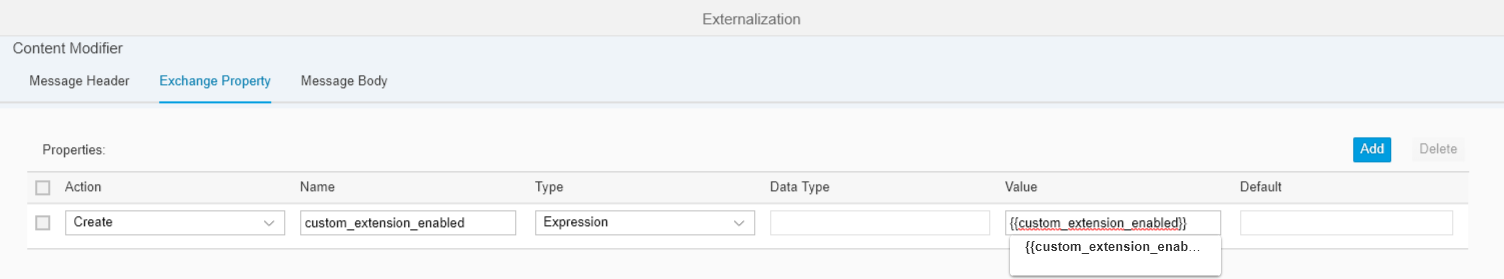 Externalization
Content Modifier
Message Header Exchange Property Message Body
Properties: Add Delete
Action Name Type Data Type Value Default
Create custom_extension_enabled Expression {{custom_extension_enabled}}
{{custom_extension_enab...